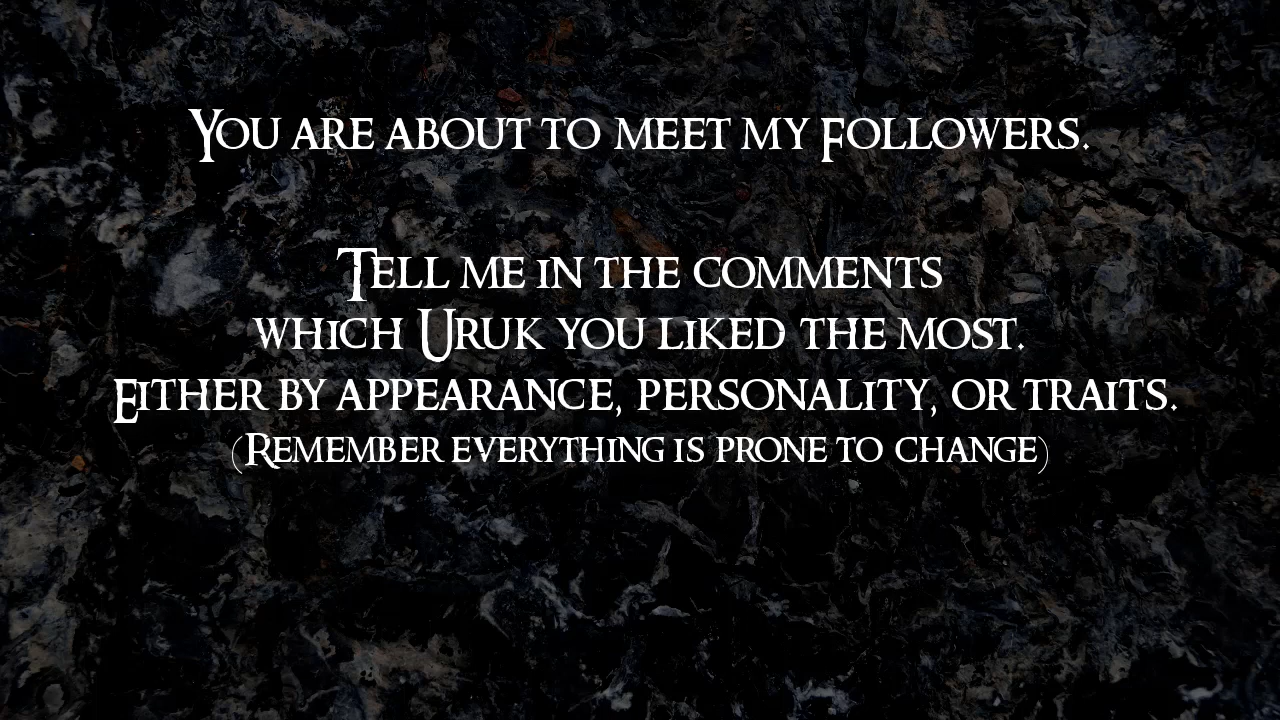 You are about to meet my Followers.
Tell me in the comments
which Uruk you liked the most.
Either by appearance, personality, or traits.
(Remember everything is prone to change)